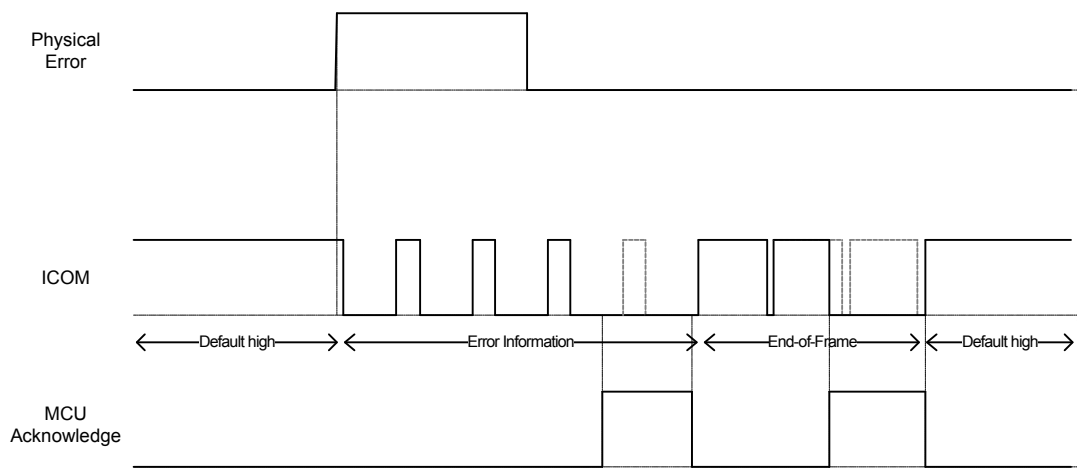 Physical
Error
ICOM
Default high
Error Information
End-of-Frame
Default high
MCU
Acknowledge